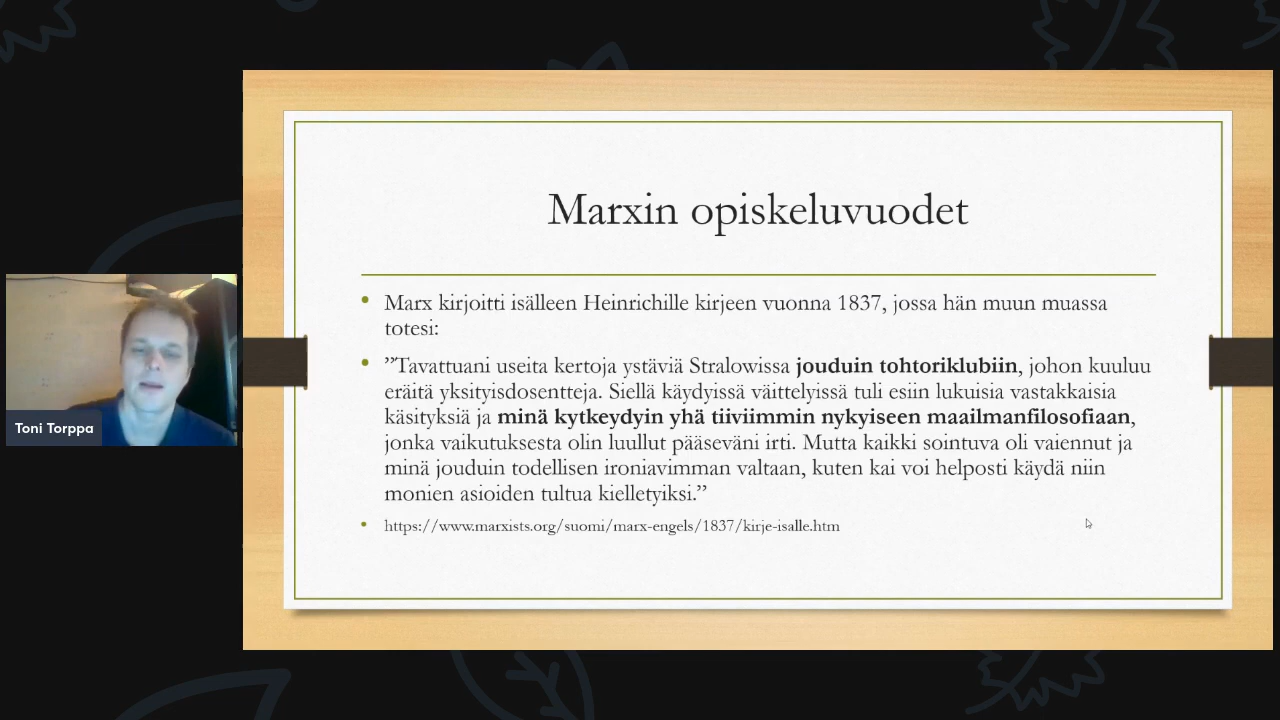 Marxin opiskeluvuodet
Marx kirjoitti isälleen Heinrichille kirjeen vuonna 1837, jossa hän muun muassa
totesi:
”Tavattuani useita kertoja ystäviä Stralowissa jouduin tohtoriklubiin, johon kuuluu
eräitä yksityisdosentteja. Siellä käydyissä väittelyissä tuli esiin lukuisia vastakkaisia
käsityksiä ja minä kytkeydyin yhä tiiviimmin nykyiseen maailmanfilosofiaan,
jonka vaikutuksesta olin luullut pääseväni irti. Mutta kaikki sointuva oli vaiennut ja
minä jouduin todellisen ironiavimman valtaan, kuten kai voi helposti käydä niin
monien asioiden tultua kielletyiksi.”
https://www.marxists.org/suomi/marx-engels/1837/kirje-isalle.htm
Toni Torppa